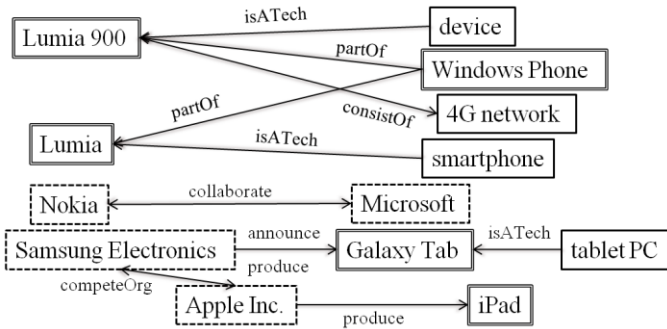 isATech
device
Lumia 900
partOf
Windows Phone
partOf
consistOf
4G network
Lumia
isATech
smartphone
Nokia
collaborate
Microsoft
Samsung Electronics
announce
produce
Galaxy Tab
isATech
tablet PC
competeOrg
Apple Inc.
produce
iPad